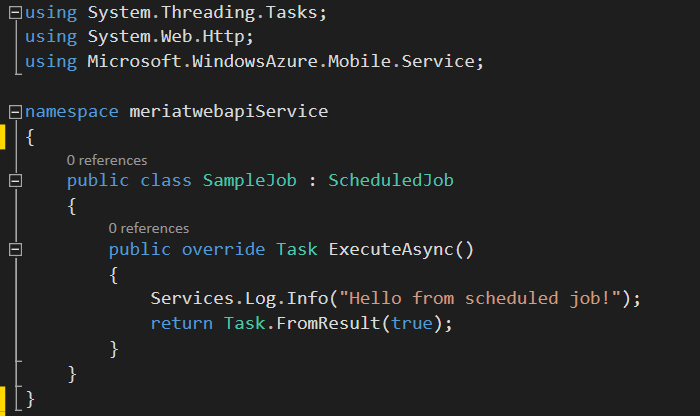 using System.Threading.Tasks;
using System.Web.Http;
using Microsoft.WindowsAzure.Mobile.Service;
namespace meriatwebapiService
{
0 references
public class SampleJob : ScheduledJob
{
0 references
public override Task ExecuteAsync()
{
Services.Log.Info("Hello from scheduled job!");
return Task.FromResult(true);
}
}
}